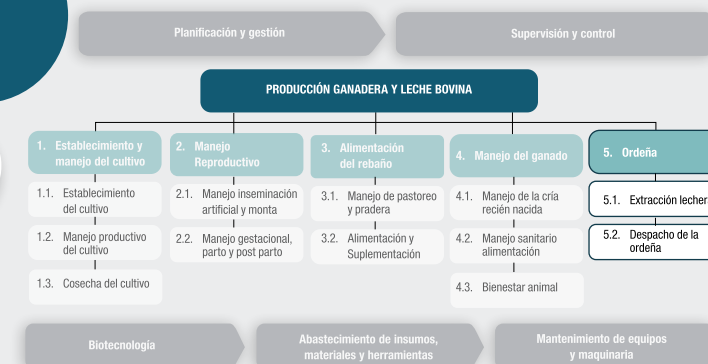 Planificación y gestión
Supervisión y control
PRODUCCIÓN GANADERA Y LECHE BOVINA
1. Establecimiento y
manejo del cultivo
1.1. Establecimiento
del cultivo
1.2. Manejo productivo
del cultivo
1.3. Cosecha del cultivo
2. Manejo
Reproductivo
2.1. Manejo inseminación
artificial y monta
2.2. Manejo gestacional,
parto y post parto
3. Alimentación
del rebaño
3.1. Manejo de pastoreo
y pradera
3.2. Alimentación y
Suplementación
4. Manejo del ganado
4.1. Manejo de la cría
recién nacida
4.2. Manejo sanitario
alimentación
4.3. Bienestar animal
5. Ordeña
5.1. Extracción lecher
5.2. Despacho de la
ordeña
Biotecnología
Abastecimiento de insumos,
materiales y herramientas
Mantenimiento de equipos
y maquinaria